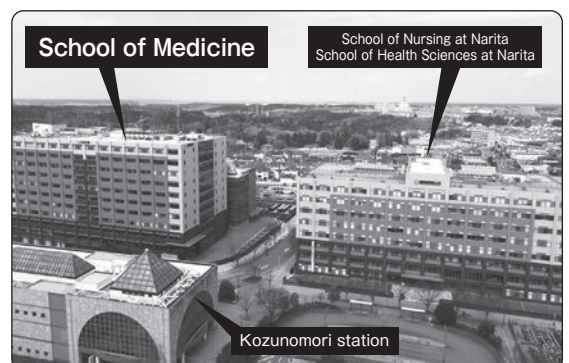 School of Medicine
School of Nursing at Narita
School of Health Sciences at Narita
Kozunomori station